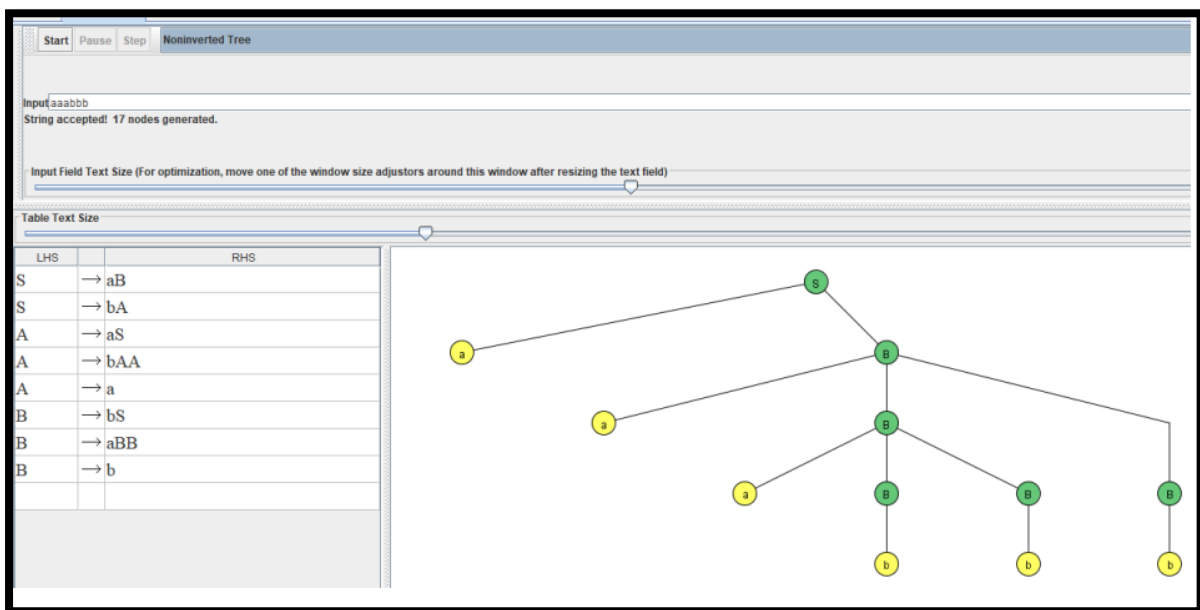 Start Pause Step Noninverted Tree
Input aaabbb
String accepted! 17 nodes generated.
Input Field Text Size (For optimization, move one of the window size adjustors around this window after resizing the text field)
Table Text Size
LHS RHS
S → aB
S → bA
A → aS
A → bAA
A → a
B → bS
B → aBB
B → b
S
a B
a B
a B B B
b b b